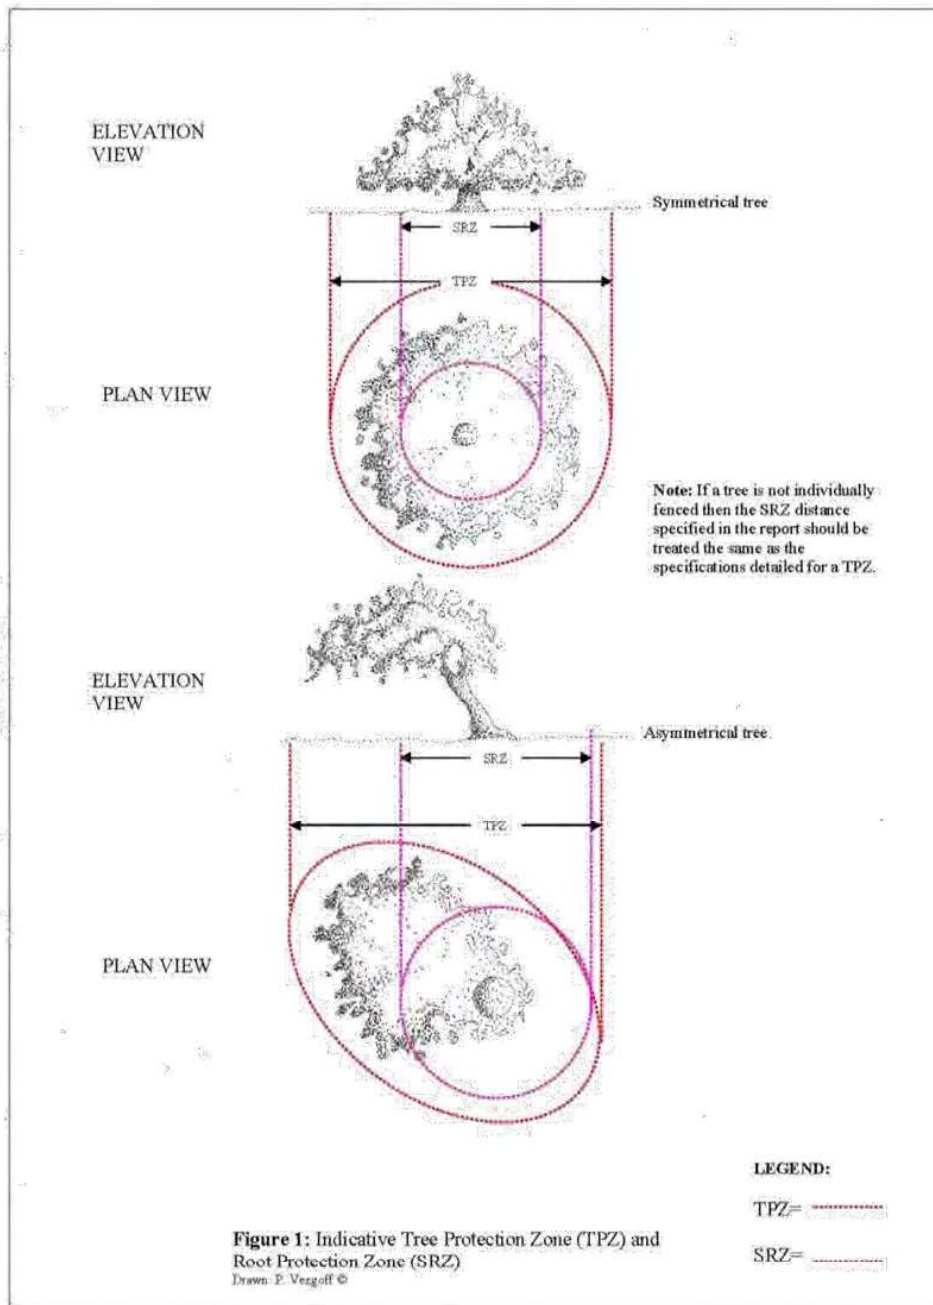 ELEVATION
VIEW
Symmetrical tree
SRZ
TPZ
PLAN VIEW
Note: If a tree is not individually
fenced then the SRZ distance
specified in the report should be
treated the same as the
specifications detailed for a TPZ.
ELEVATION
VIEW
Asymmetrical tree
SRZ
TPZ
PLAN VIEW
LEGEND:
TPZ=
SRZ=
Figure 1: Indicative Tree Protection Zone (TPZ) and
Root Protection Zone (SRZ)
Drawn: P. Vezgoff ©